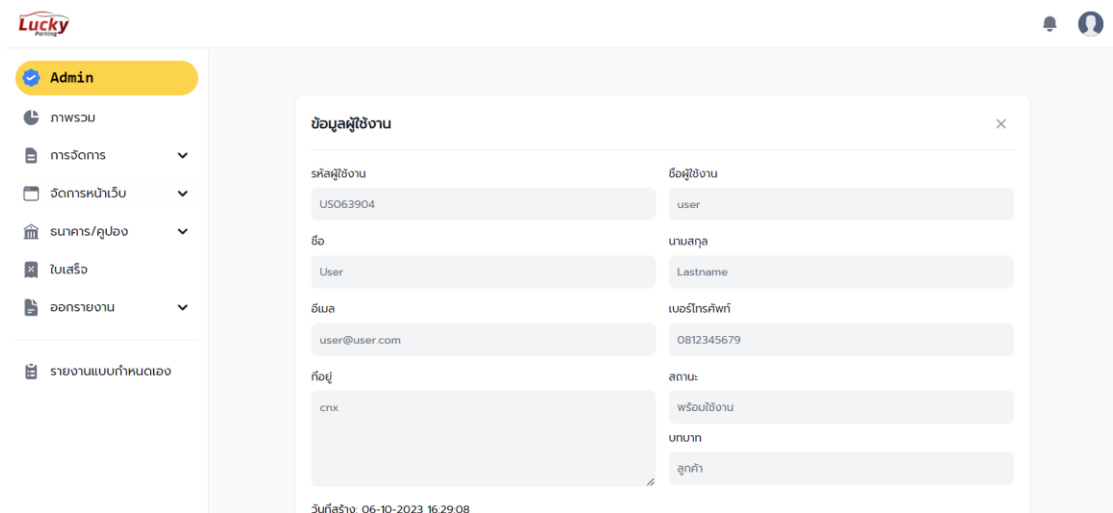 Lucky
Parking
Admin
ภาพรวม
การจัดการ
จัดการหน้าเว็บ
ธนาคาร/คูปอง
ใบเสร็จ
ออกรายงาน
รายงานแบบกำหนดเอง
ข้อมูลผู้ใช้งาน
รหัสผู้ใช้งาน
ชื่อผู้ใช้งาน
US063904
user
ชื่อ
นามสกุล
User
Lastname
อีเมล
เบอร์โทรศัพท์
user@user.com
0812345679
ที่อยู่
สถานะ
cnx
พร้อมใช้งาน
บทบาท
ลูกค้า
วันที่สร้าง: 06-10-2023 16:29:08